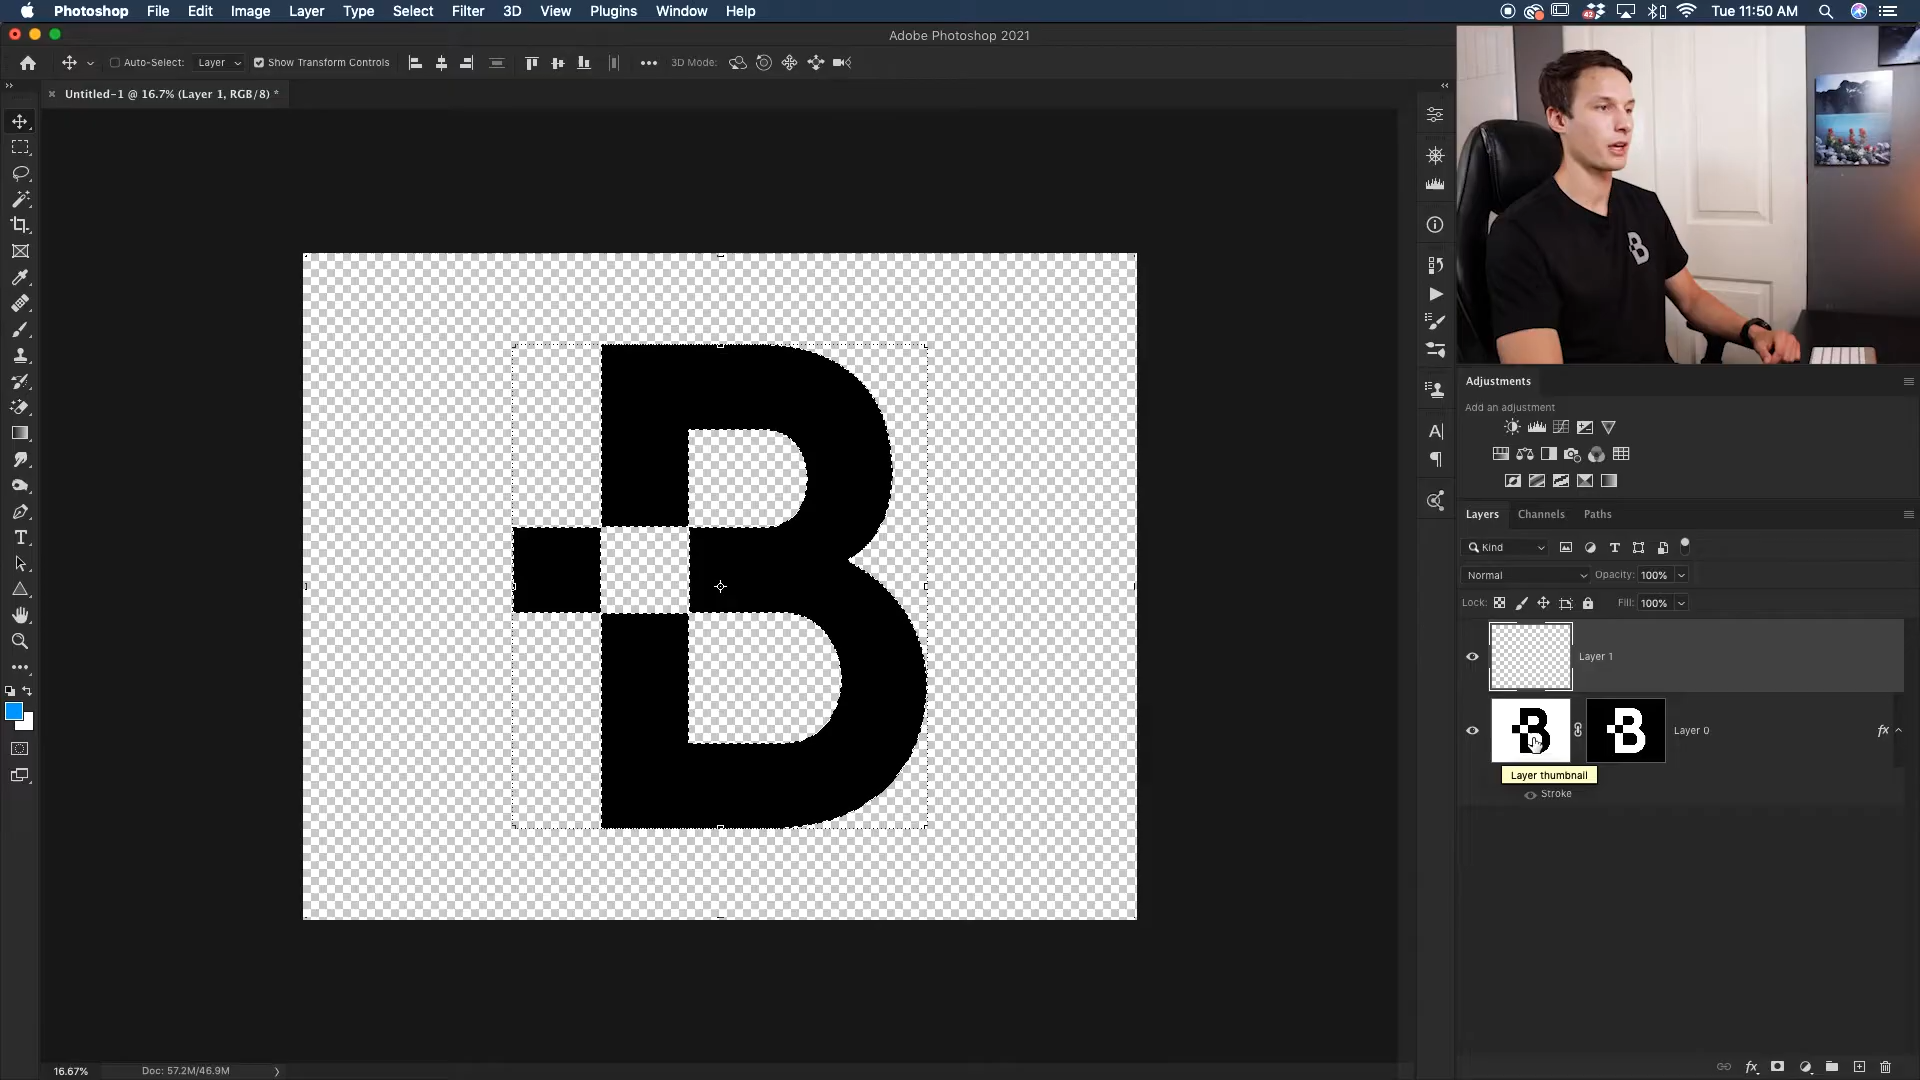 Photoshop File Edit Image Layer Type Select Filter 3D View Plugins Window Help
42 Tue 11:50 AM
Adobe Photoshop 2021
Auto-Select: Layer Show Transform Controls 3D Mode:
Untitled-1 @ 16.7% (Layer 1, RGB/8) *
B
B
Adjustments
Add an adjustment
Layers Channels Paths
Kind
Normal Opacity: 100%
Lock: Fill: 100%
Layer 1
B B Layer 0 fx
Layer thumbnail
Stroke
16.67% Doc: 57.2M/46.9M
fx